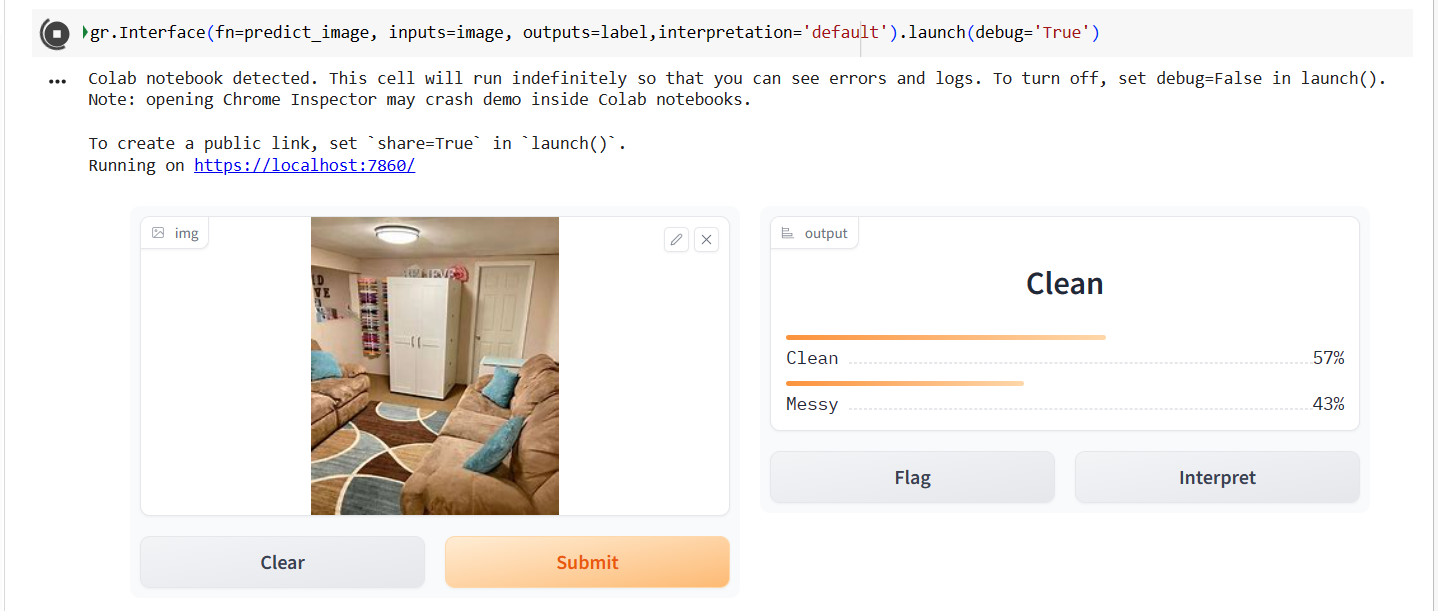 gr.Interface(fn=predict_image, inputs=image, outputs=label,interpretation='default').launch(debug='True')
Colab notebook detected. This cell will run indefinitely so that you can see errors and logs. To turn off, set debug=False in launch().
Note: opening Chrome Inspector may crash demo inside Colab notebooks.
To create a public link, set `share=True` in `launch()`.
Running on https://localhost:7860/
img
output
Clean
Clean 57%
Messy 43%
Flag
Interpret
Clear
Submit